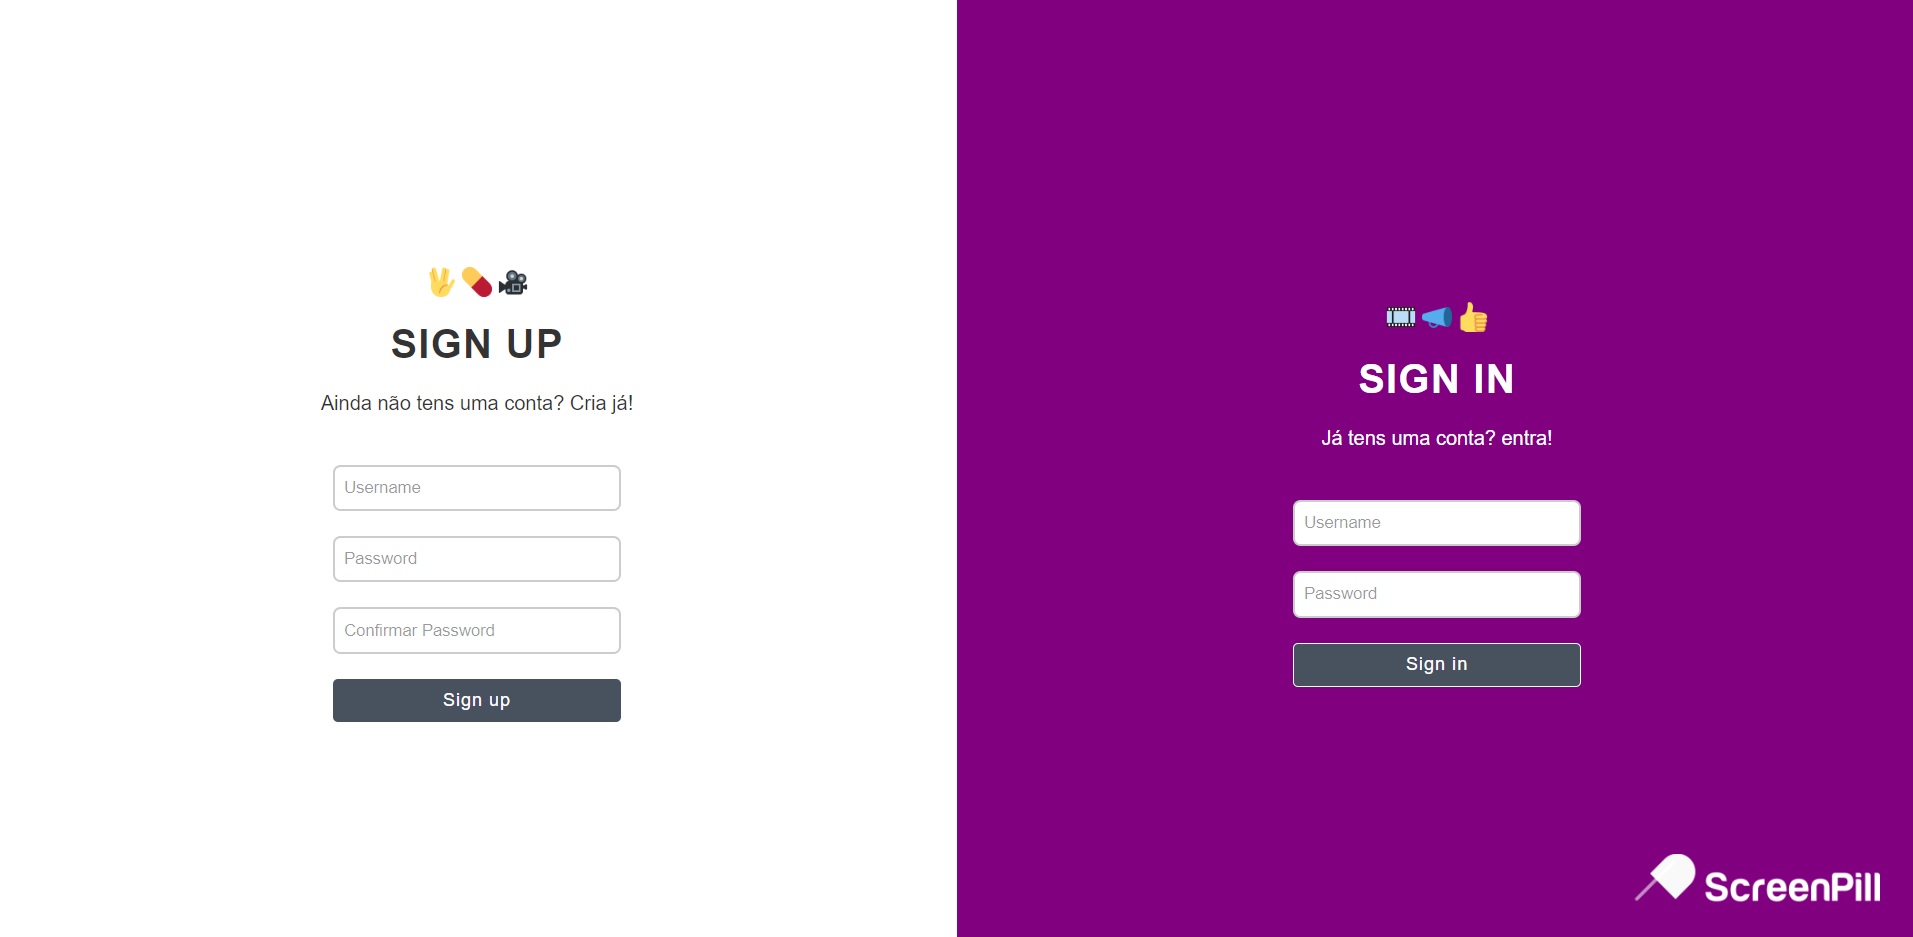 SIGN UP
Ainda não tens uma conta? Cria já!
Username
Password
Confirmar Password
Sign up
SIGN IN
Já tens uma conta? entra!
Username
Password
Sign in
ScreenPill